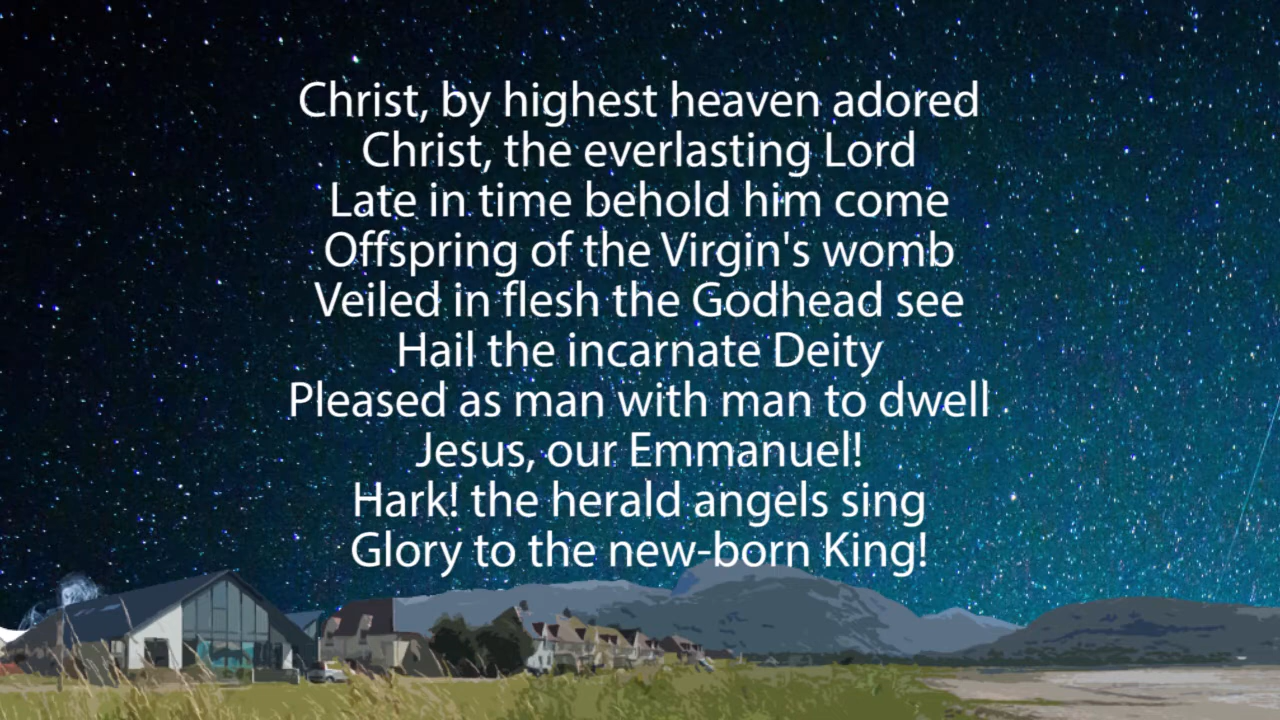 Christ, by highest heaven adored
Christ, the everlasting Lord
Late in time behold him come
Offspring of the Virgin's womb
Veiled in flesh the Godhead see
Hail the incarnate Deity
Pleased as man with man to dwell
Jesus, our Emmanuel!
Hark! the herald angels sing
Glory to the new-born King!